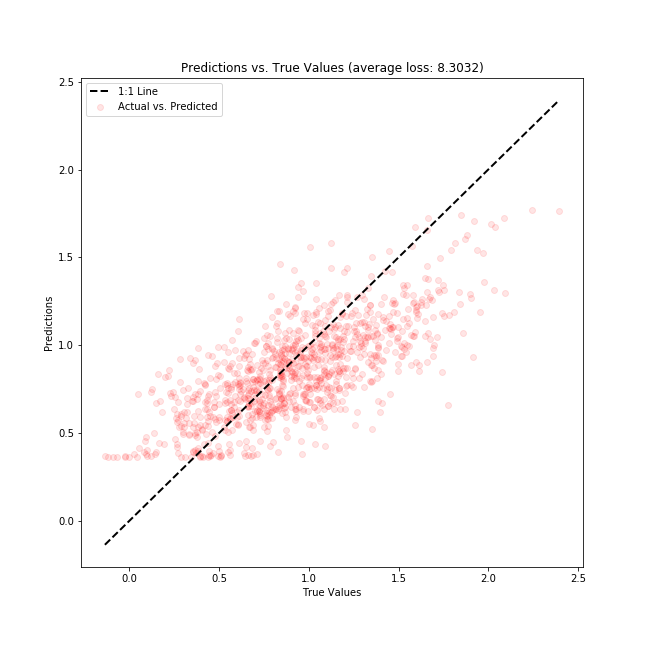 Predictions vs. True Values (average loss: 8.3032)
1:1 Line
Actual vs. Predicted
2.5
2.0
1.5
1.0
0.5
0.0
Predictions
0.0 0.5 1.0 1.5 2.0 2.5
True Values